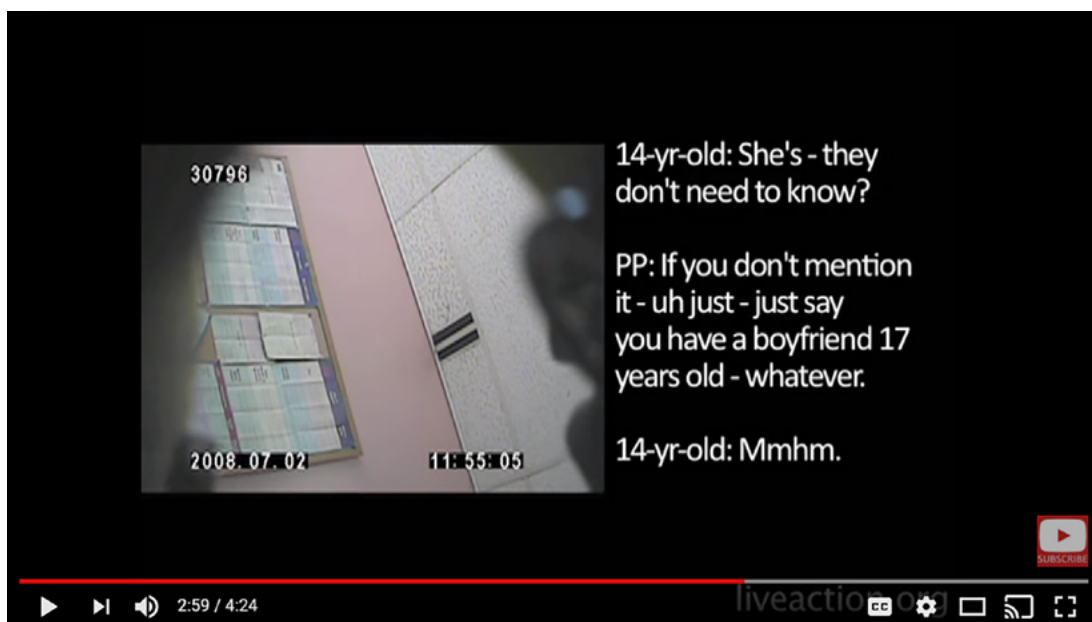 30796
14-yr-old: She's - they
don't need to know?
PP: If you don't mention
it - uh just - just say
you have a boyfriend 17
years old - whatever.
14-yr-old: Mmhm.
2008.07.02 11:55:05
SUBSCRIBE
liveaction.org
2:59 / 4:24
CC